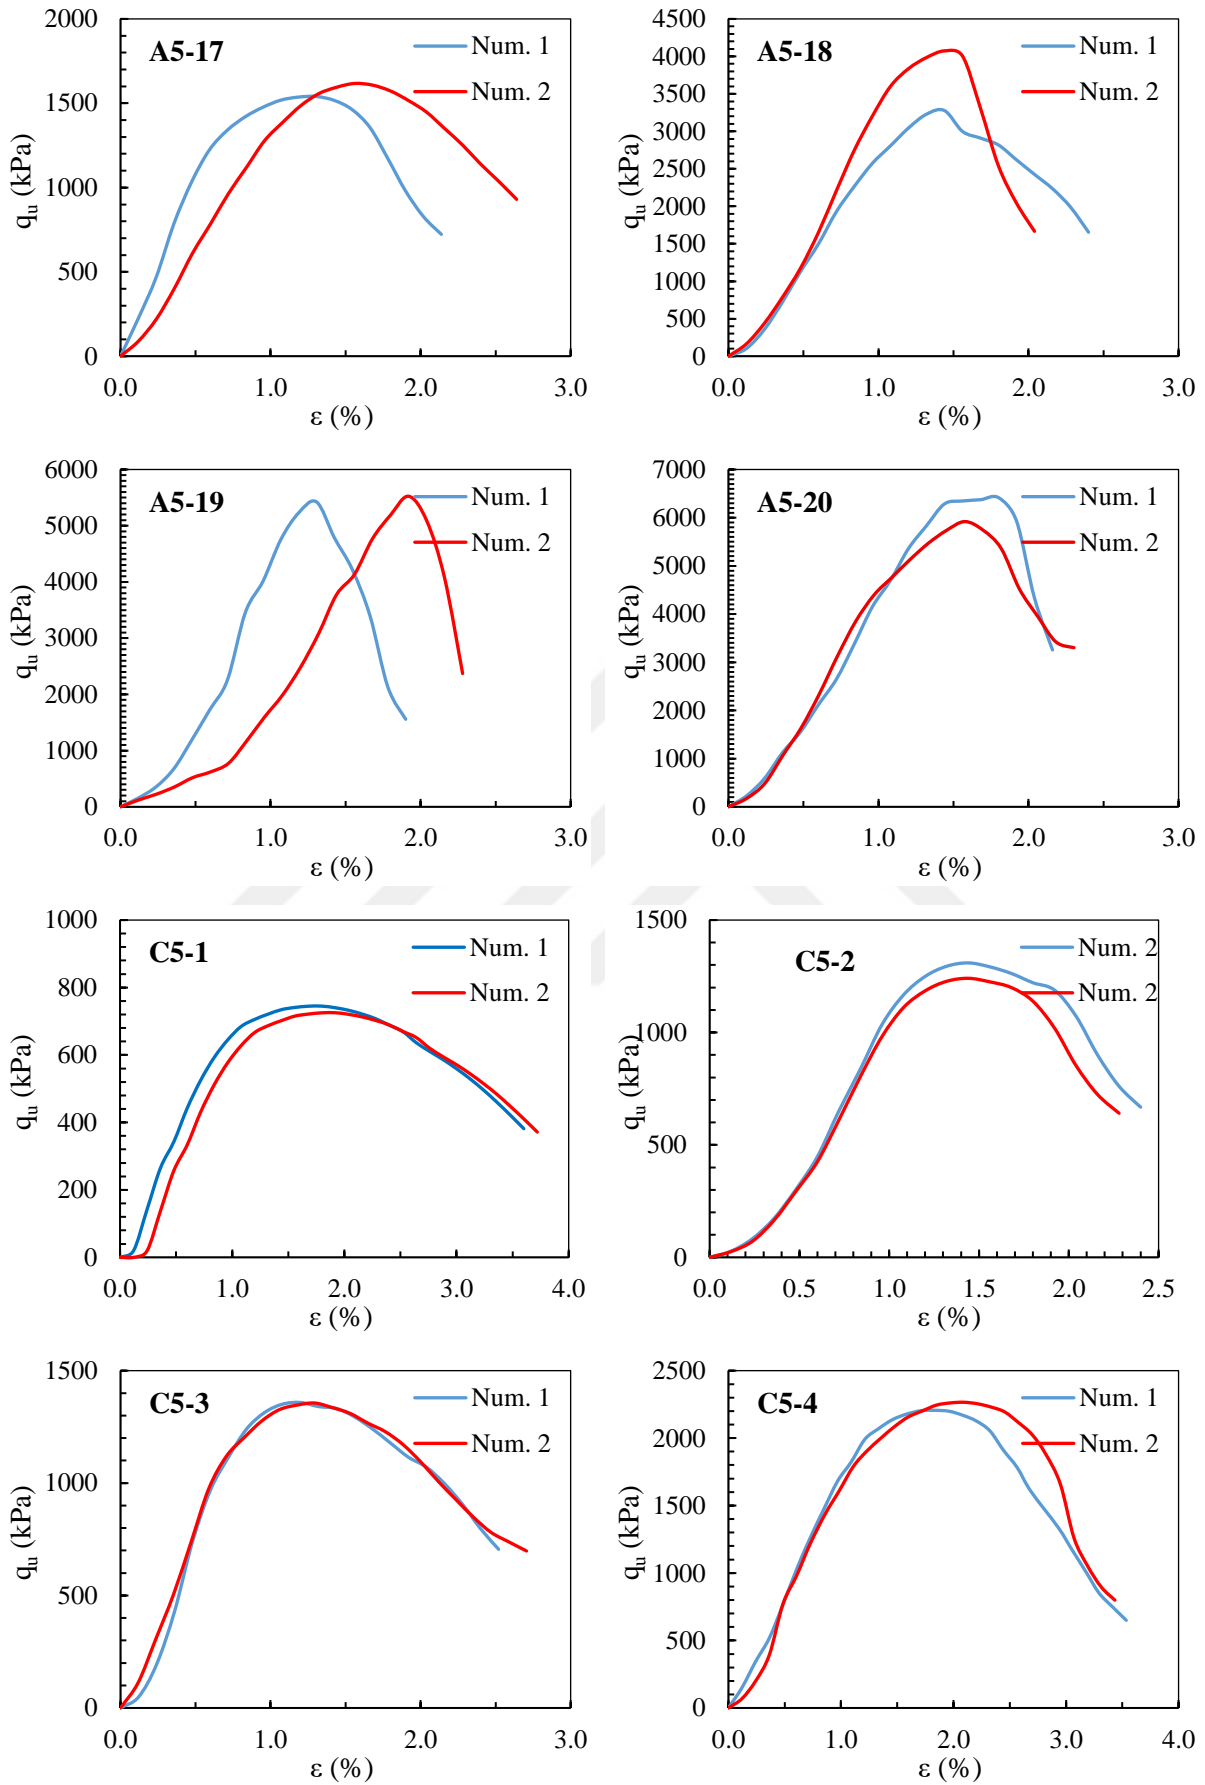 A5-17
Num. 1
Num. 2
2000
1500
1000
500
0
0.0 1.0 2.0 3.0
qu (kPa)
ε (%)
A5-18
Num. 1
Num. 2
4500
4000
3500
3000
2500
2000
1500
1000
500
0
0.0 1.0 2.0 3.0
qu (kPa)
ε (%)
A5-19
Num. 1
Num. 2
6000
5000
4000
3000
2000
1000
0
0.0 1.0 2.0 3.0
qu (kPa)
ε (%)
A5-20
Num. 1
Num. 2
7000
6000
5000
4000
3000
2000
1000
0
0.0 1.0 2.0 3.0
qu (kPa)
ε (%)
C5-1
Num. 1
Num. 2
1000
800
600
400
200
0
0.0 1.0 2.0 3.0 4.0
qu (kPa)
ε (%)
C5-2
Num. 2
Num. 2
1500
1000
500
0
0.0 0.5 1.0 1.5 2.0 2.5
qu (kPa)
ε (%)
C5-3
Num. 1
Num. 2
1500
1000
500
0
0.0 1.0 2.0 3.0
qu (kPa)
ε (%)
C5-4
Num. 1
Num. 2
2500
2000
1500
1000
500
0
0.0 1.0 2.0 3.0 4.0
qu (kPa)
ε (%)